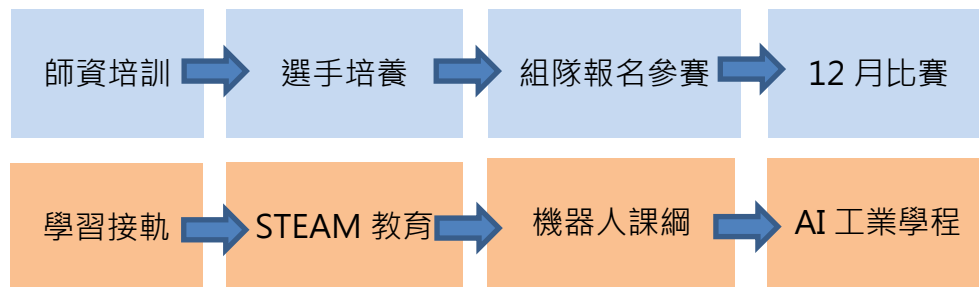 師資培訓
選手培養
組隊報名參賽
12 月比賽
學習接軌
STEAM 教育
機器人課綱
AI 工業學程